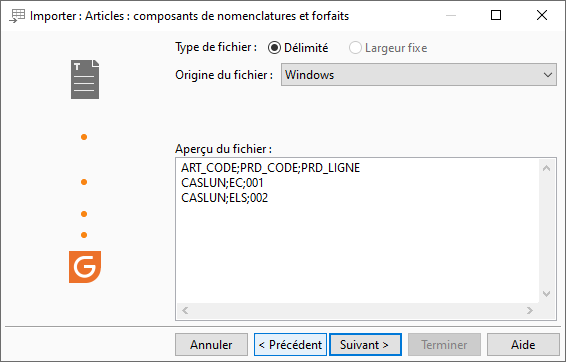 Importer : Articles : composants de nomenclatures et forfaits
Type de fichier : Délimité Largeur fixe
Origine du fichier : Windows
Aperçu du fichier :
ART_CODE;PRD_CODE;PRD_LIGNE
CASLUN;EC;001
CASLUN;ELS;002
T
G
Annuler < Précédent Suivant > Terminer Aide